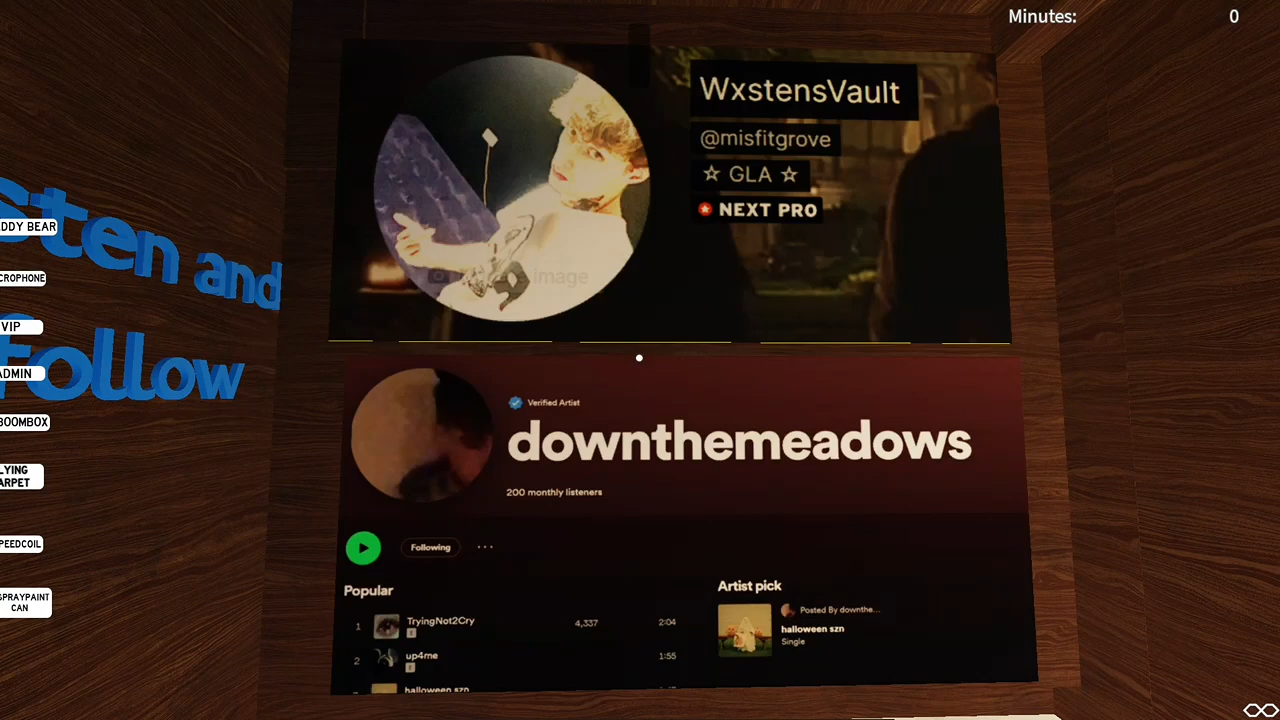 Minutes: 0
WxstensVault
@misfitgrove
☆ GLA ☆
NEXT PRO
image
sten and
Follow
EDDY BEAR
CROPHONE
VIP
ADMIN
BOOMBOX
LYING
ARPET
PEEDCOIL
SPRAYPAINT
CAN
Verified Artist
downthemeadows
200 monthly listeners
Following
...
Popular
1 TryingNot2Cry 4,337 2:04
E
2 up4me 1:55
E
halloween szn
Artist pick
Posted By downthe...
halloween szn
Single